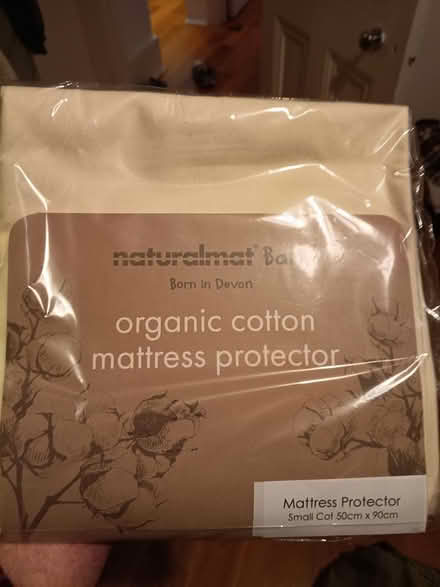 naturalmat®
Born in Devon
organic cotton
mattress protector
Mattress Protector
Small Cot 50cm x 90cm